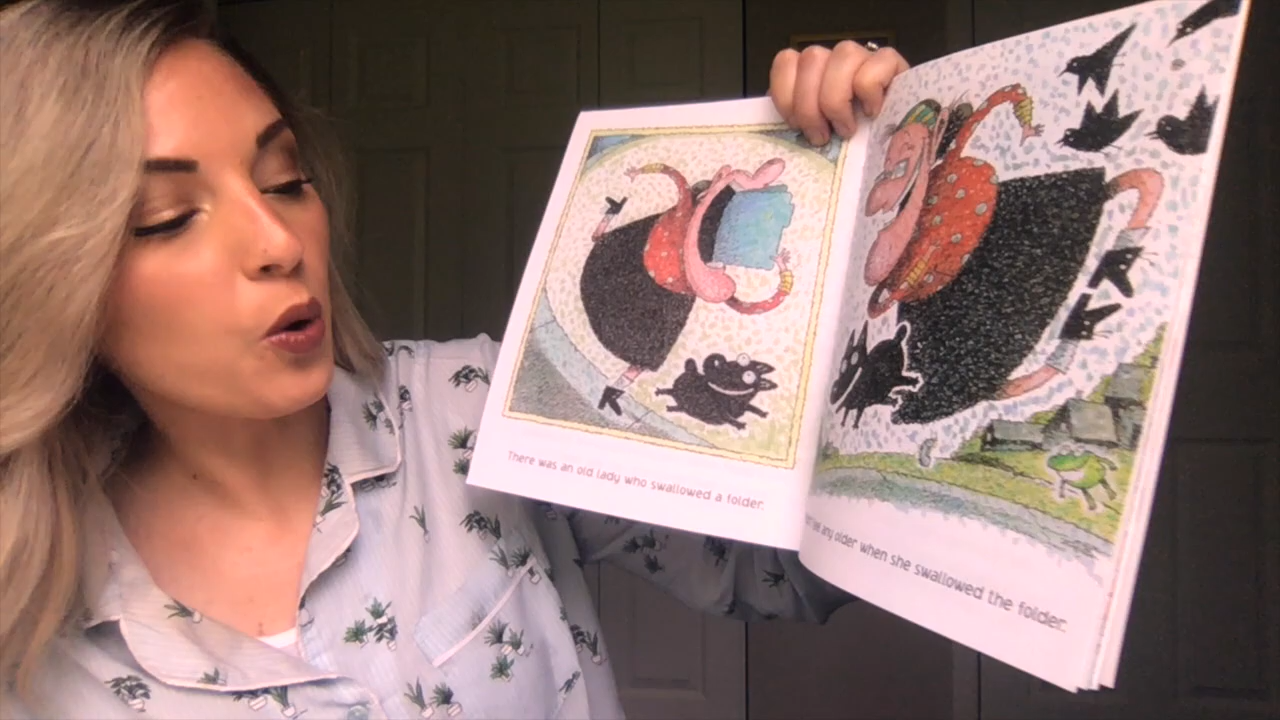 There was an old lady who swallowed a folder.
any older when she swallowed the folder.